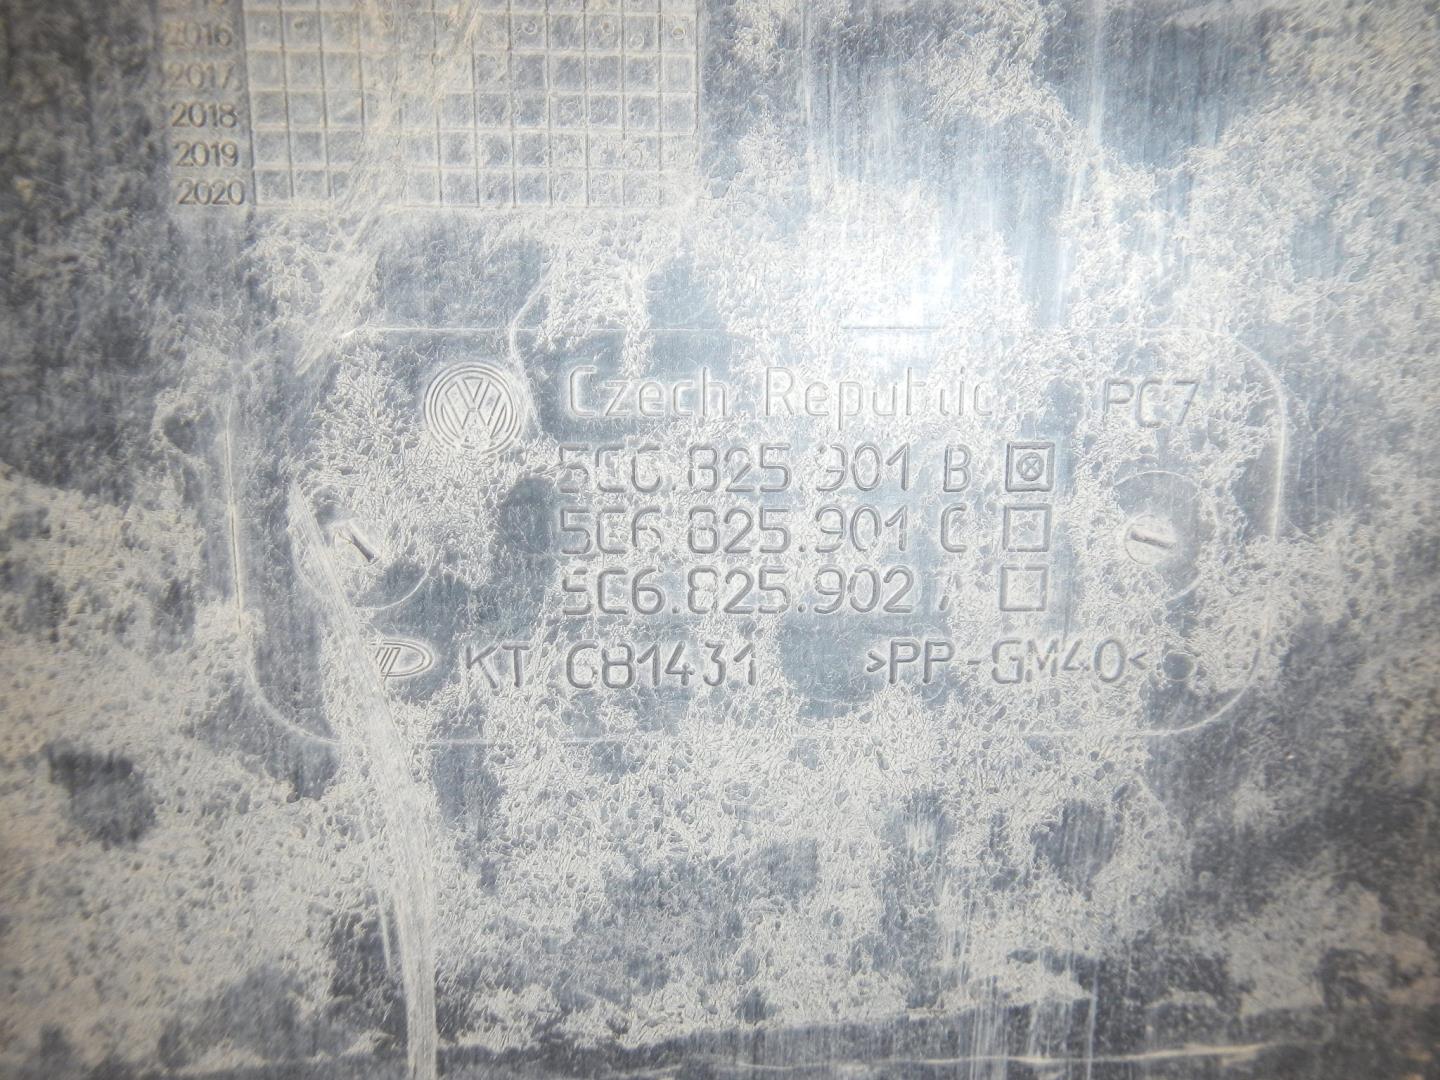 2016
2017
2018
2019
2020
Czech Republic PC7
5C6.825.901 B
5C6.825.901 C
5C6.825.902
KT C81431 >PP-GM40<